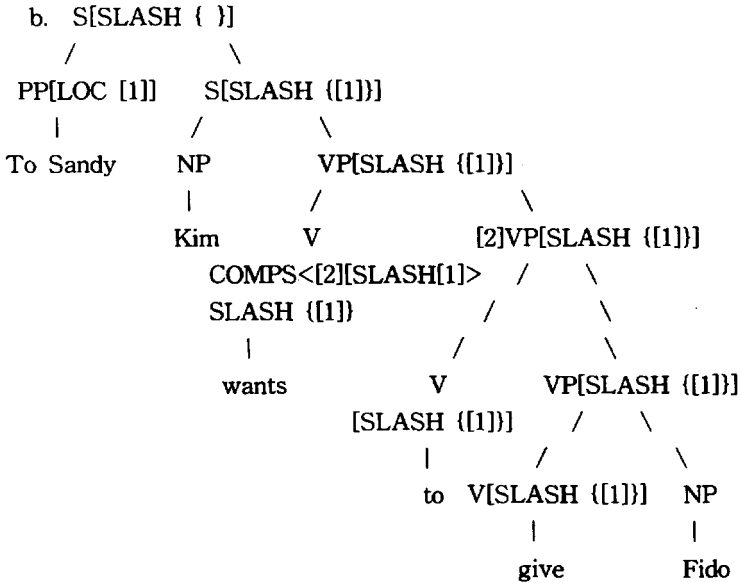 b. S[SLASH { }]
/ \
PP[LOC [1]] S[SLASH {[1]}]
| / \
To Sandy NP VP[SLASH {[1]}]
| / \
Kim V [2]VP[SLASH {[1]}]
COMPS<[2][SLASH[1]> / \
SLASH {[1]} / \
| / \
wants V VP[SLASH {[1]}]
[SLASH {[1]}] / \
| / \
to V[SLASH {[1]}] NP
| |
give Fido